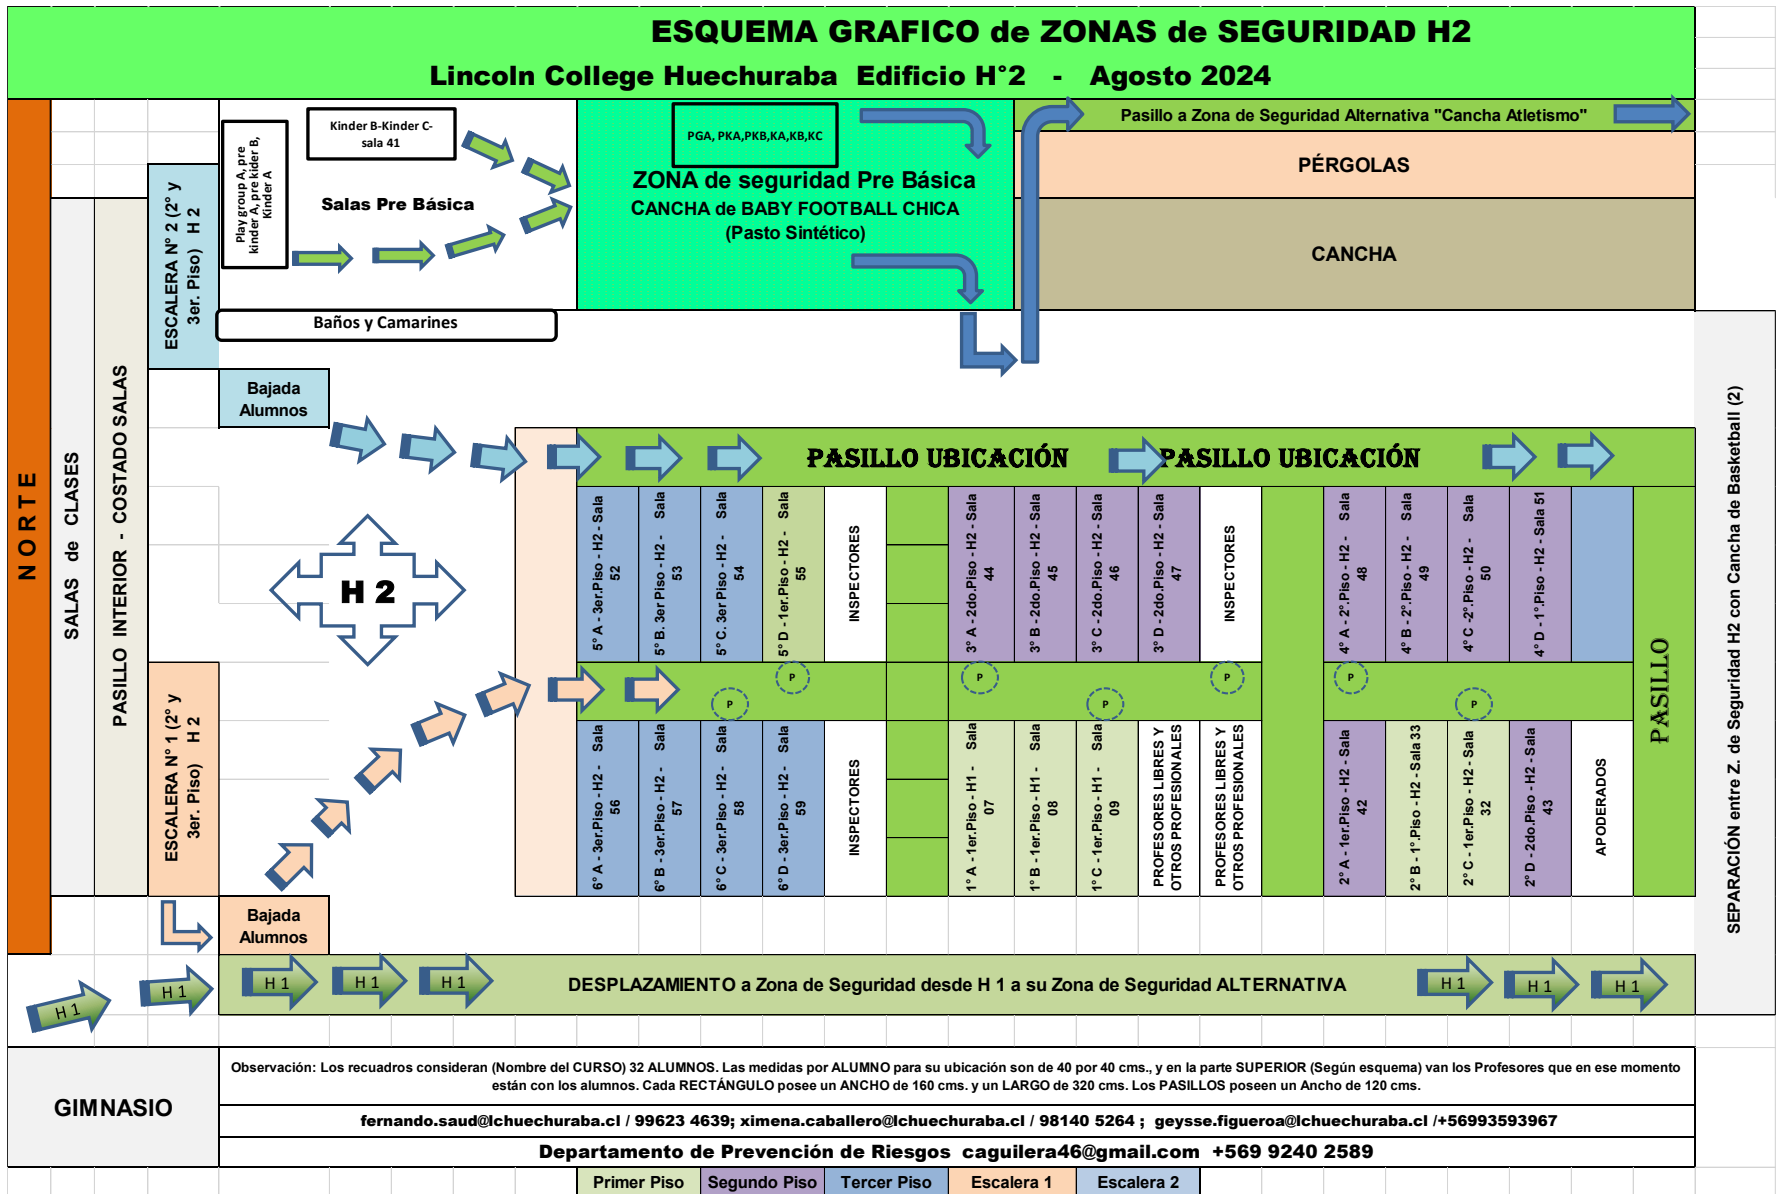 ESQUEMA GRAFICO de ZONAS de SEGURIDAD H2
Lincoln College Huechuraba Edificio H°2 - Agosto 2024
NORTE
SALAS de CLASES
PASILLO INTERIOR - COSTADO SALAS
ESCALERA N° 2 (2° y
3er. Piso) H 2
Play group A, pre
kinder A, pre kider B,
Kinder A
Kinder B-Kinder C-
sala 41
Salas Pre Básica
Baños y Camarines
PGA, PKA,PKB,KA,KB,KC
ZONA de seguridad Pre Básica
CANCHA de BABY FOOTBALL CHICA
(Pasto Sintético)
Pasillo a Zona de Seguridad Alternativa "Cancha Atletismo"
PÉRGOLAS
CANCHA
Bajada
Alumnos
PASILLO UBICACIÓN
PASILLO UBICACIÓN
H 2
5° A - 3er.Piso - H2 - Sala
52
5° B. 3er Piso - H2 - Sala
53
5° C. 3er Piso - H2 - Sala
54
5° D - 1er.Piso - H2 - Sala
55
INSPECTORES
3° A - 2do.Piso - H2 - Sala
44
3° B - 2do.Piso - H2 - Sala
45
3° C - 2do.Piso - H2 - Sala
46
3° D - 2do.Piso - H2 - Sala
47
INSPECTORES
4° A - 2°.Piso - H2 - Sala
48
4° B - 2°.Piso - H2 - Sala
49
4° C -2°.Piso - H2 - Sala
50
4° D - 1°.Piso - H2 - Sala 51
PASILLO
SEPARACIÓN entre Z. de Seguridad H2 con Cancha de Basketball (2)
P
P
P
P
P
P
P
ESCALERA N° 1 (2° y
3er. Piso) H 2
6° A - 3er.Piso - H2 - Sala
56
6° B - 3er.Piso - H2 - Sala
57
6° C - 3er.Piso - H2 - Sala
58
6° D - 3er.Piso - H2 - Sala
59
INSPECTORES
1° A - 1er.Piso - H1 - Sala
07
1° B - 1er.Piso - H1 - Sala
08
1° C - 1er.Piso - H1 - Sala
09
PROFESORES LIBRES Y
OTROS PROFESIONALES
PROFESORES LIBRES Y
OTROS PROFESIONALES
2° A - 1er.Piso - H2 - Sala
42
2° B - 1°.Piso - H2 - Sala 33
2° C - 1er.Piso - H2 - Sala
32
2° D - 2do.Piso - H2 - Sala
43
APODERADOS
Bajada
Alumnos
H 1
H 1
H 1
H 1
H 1
DESPLAZAMIENTO a Zona de Seguridad desde H 1 a su Zona de Seguridad ALTERNATIVA
H 1
H 1
H 1
GIMNASIO
Observación: Los recuadros consideran (Nombre del CURSO) 32 ALUMNOS. Las medidas por ALUMNO para su ubicación son de 40 por 40 cms., y en la parte SUPERIOR (Según esquema) van los Profesores que en ese momento
están con los alumnos. Cada RECTÁNGULO posee un ANCHO de 160 cms. y un LARGO de 320 cms. Los PASILLOS poseen un Ancho de 120 cms.
fernando.saud@lchuechuraba.cl / 99623 4639; ximena.caballero@lchuechuraba.cl / 98140 5264 ; geysse.figueroa@lchuechuraba.cl /+56993593967
Departamento de Prevención de Riesgos caguilera46@gmail.com +569 9240 2589
Primer Piso Segundo Piso Tercer Piso Escalera 1 Escalera 2